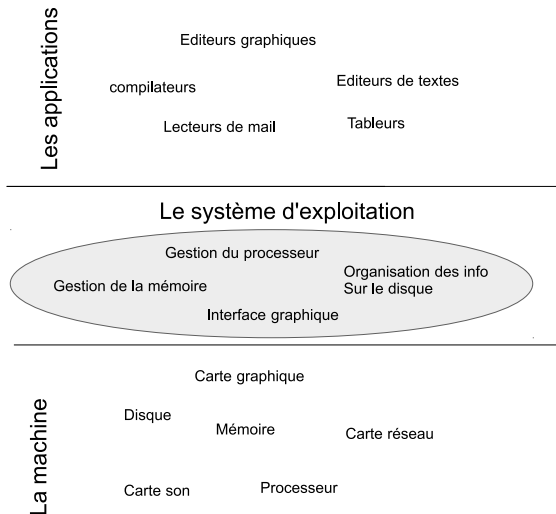 Les applications
Editeurs graphiques
compilateurs
Editeurs de textes
Lecteurs de mail
Tableurs
Le système d'exploitation
Gestion du processeur
Gestion de la mémoire
Organisation des info
Sur le disque
Interface graphique
La machine
Carte graphique
Disque
Mémoire
Carte réseau
Carte son
Processeur